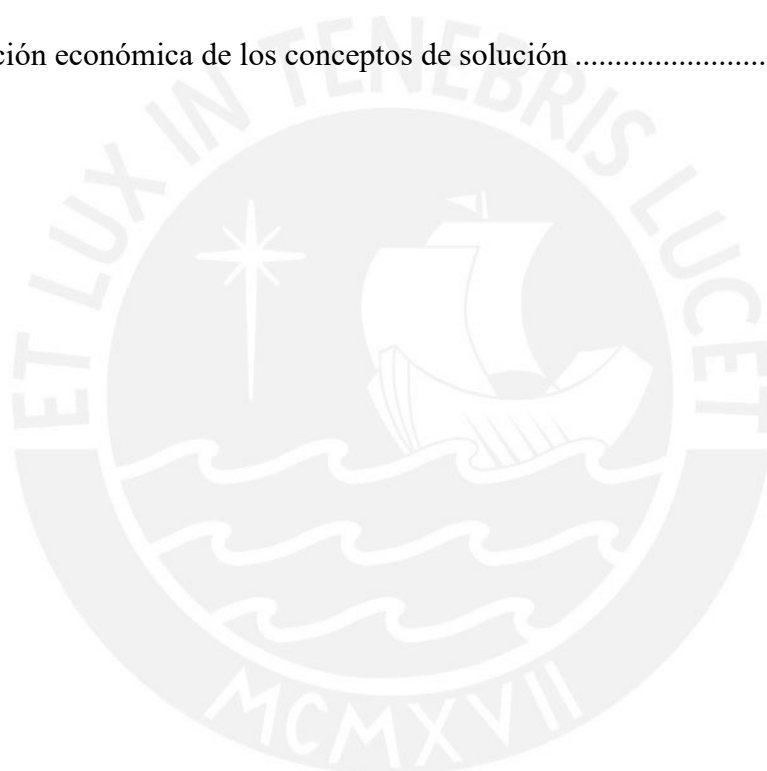 ción económica de los conceptos de solución .......................
ET LUX IN TENEBRIS LUCET
MCMXVII